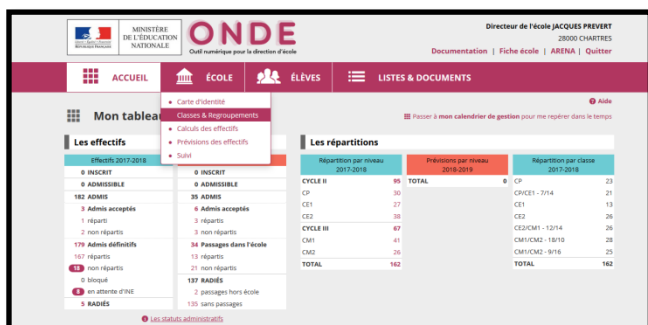 MINISTÈRE
DE L'ÉDUCATION
NATIONALE
ONDE
Outil numérique pour la direction d'école
Directeur de l'école JACQUES PREVERT
28000 CHARTRES
Documentation | Fiche école | ARENA | Quitter
ACCUEIL ÉCOLE ÉLÈVES LISTES & DOCUMENTS
Carte d'identité
Classes & Regroupements
Calculs des effectifs
Prévisions des effectifs
Suivi
Aide
Mon tablea
Passer à mon calendrier de gestion pour me repérer dans le temps
Les effectifs
Effectifs 2017-2018
0 INSCRIT
0 ADMISSIBLE
182 ADMIS
3 Admis acceptés
1 réparti
2 non répartis
179 Admis définitifs
167 répartis
18 non répartis
0 bloqué
8 en attente d'INE
5 RADIÉS
0 INSCRIT
0 ADMISSIBLE
35 ADMIS
6 Admis acceptés
3 répartis
3 non répartis
34 Passages dans l'école
13 répartis
21 non répartis
137 RADIÉS
2 passages hors école
135 sans passages
Les statuts administratifs
Les répartitions
Répartition par niveau
2017-2018
CYCLE II 95
CP 30
CE1 27
CE2 38
CYCLE III 67
CM1 41
CM2 26
TOTAL 162
Prévisions par niveau
2018-2019
TOTAL 0
Répartition par classe
2017-2018
CP 23
CP/CE1 - 7/14 21
CE1 13
CE2 26
CE2/CM1 - 12/14 26
CM1/CM2 - 18/10 28
CM1/CM2 - 9/16 25
TOTAL 162